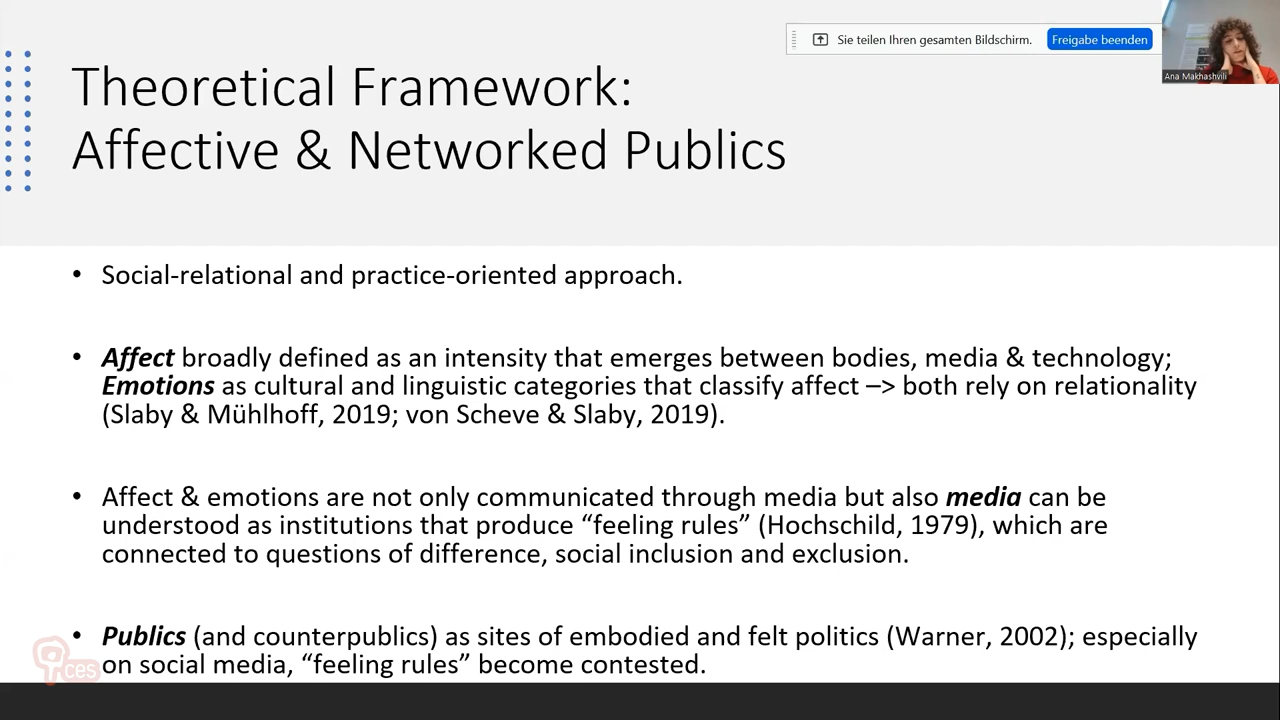 Sie teilen Ihren gesamten Bildschirm. Freigabe beenden
Ana Makhashvili
Theoretical Framework:
Affective & Networked Publics
• Social-relational and practice-oriented approach.
• Affect broadly defined as an intensity that emerges between bodies, media & technology;
Emotions as cultural and linguistic categories that classify affect –> both rely on relationality
(Slaby & Mühlhoff, 2019; von Scheve & Slaby, 2019).
• Affect & emotions are not only communicated through media but also media can be
understood as institutions that produce “feeling rules” (Hochschild, 1979), which are
connected to questions of difference, social inclusion and exclusion.
• Publics (and counterpublics) as sites of embodied and felt politics (Warner, 2002); especially
on social media, “feeling rules” become contested.
ces